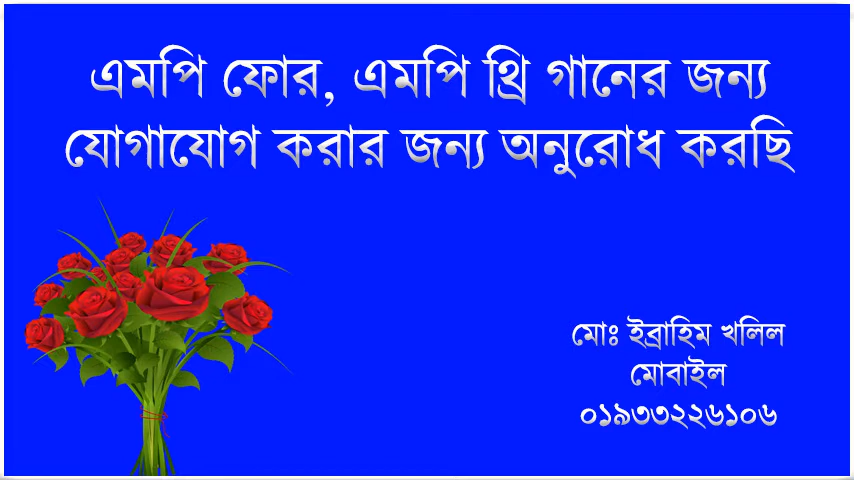 এমপি ফোর, এমপি থ্রি গানের জন্য
যোগাযোগ করার জন্য অনুরোধ করছি
মোঃ ইব্রাহিম খলিল
মোবাইল
০১৯৩৩২২৬১০৬